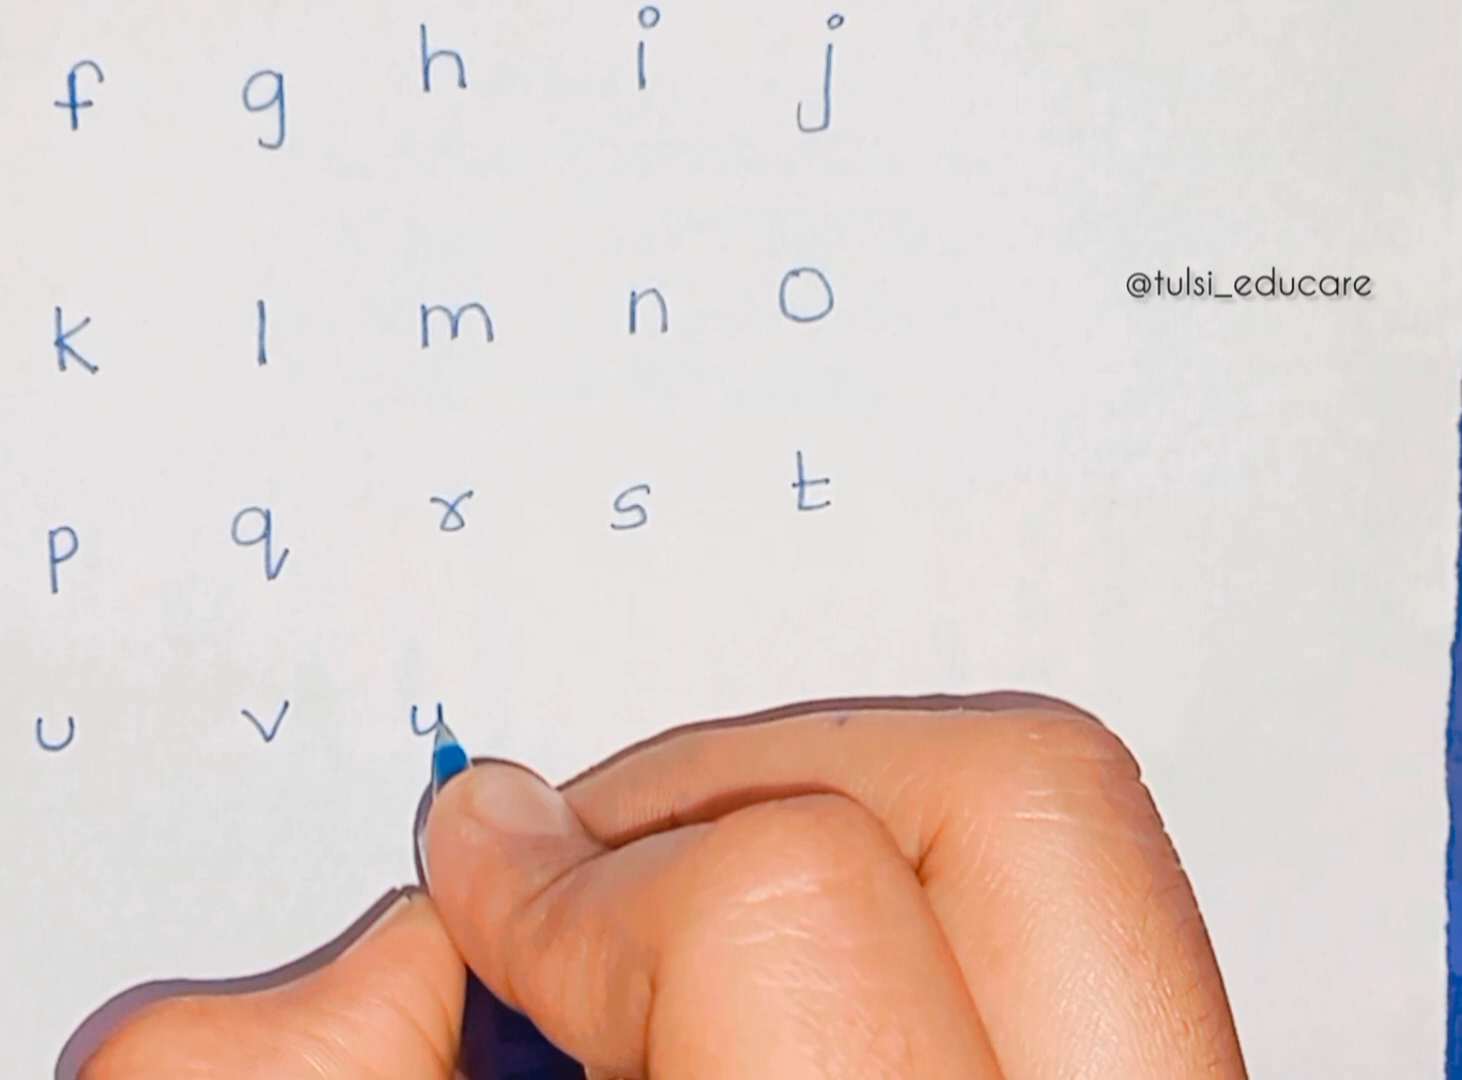 f g h i j
@tulsi_educare
k l m n o
p q r s t
u v